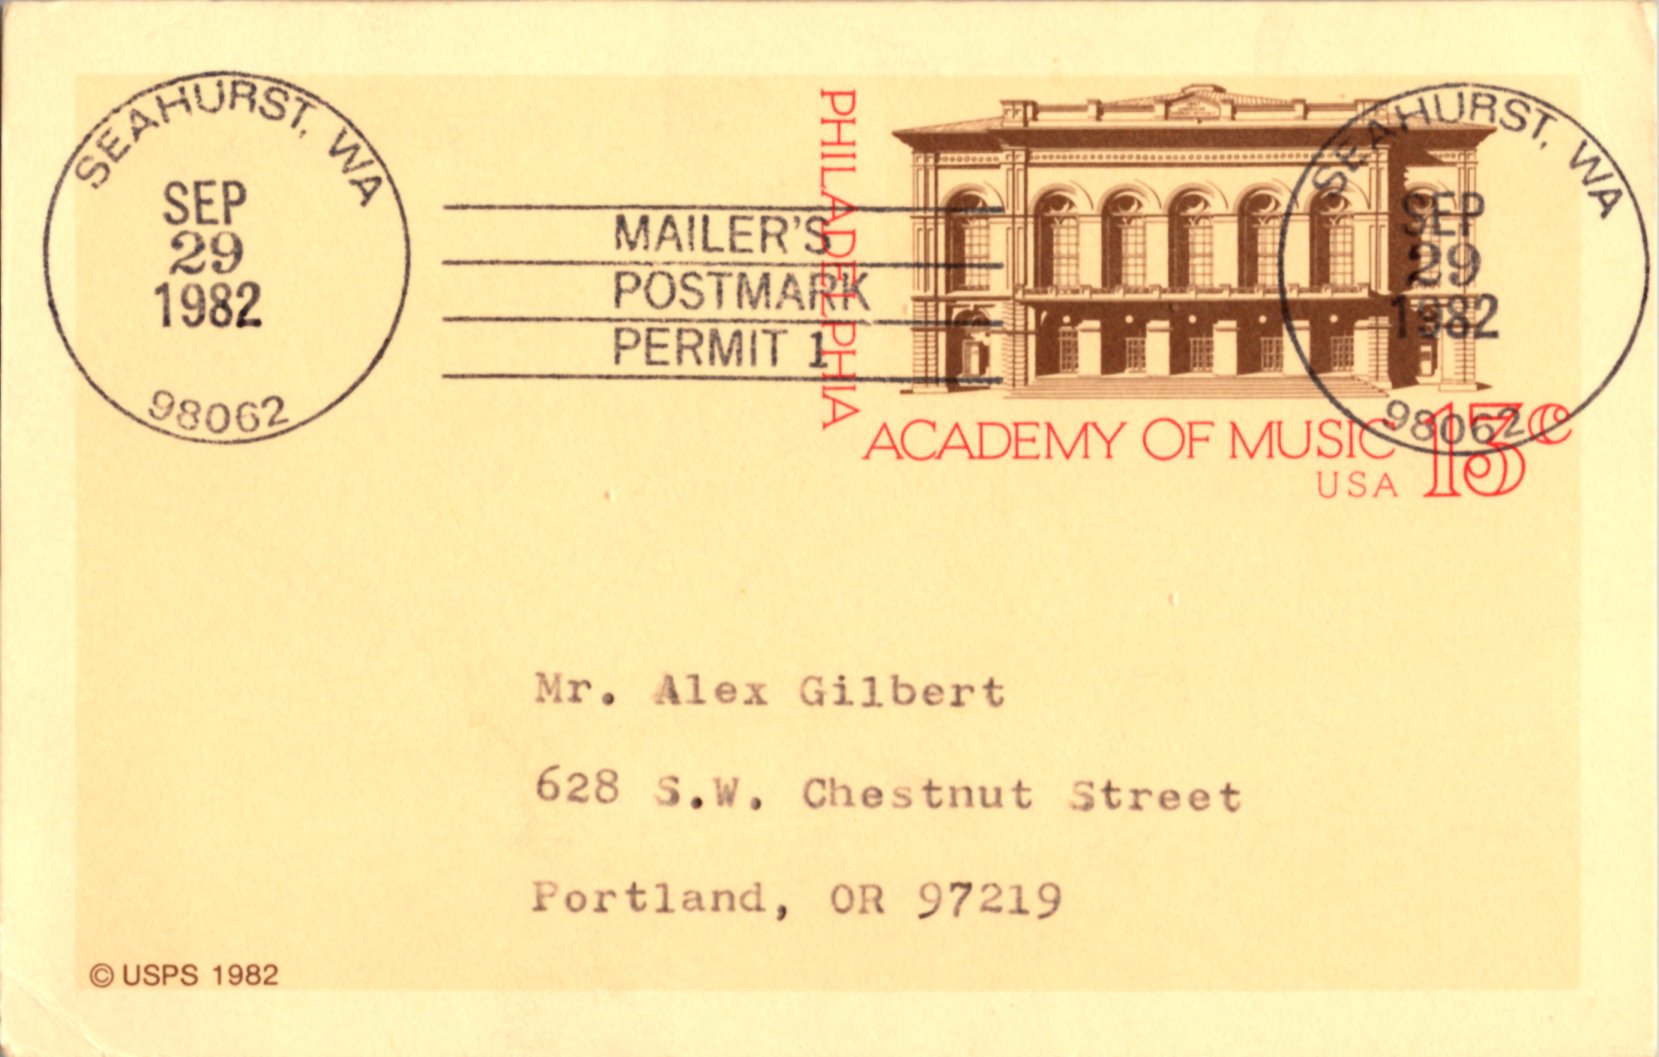 SEAHURST, WA
SEP
29
1982
98062
MAILER'S
POSTMARK
PERMIT 1
PHILADELPHIA
ACADEMY OF MUSIC
USA 13c
SEAHURST, WA
SEP
29
1982
98062
Mr. Alex Gilbert
628 S.W. Chestnut Street
Portland, OR 97219
© USPS 1982